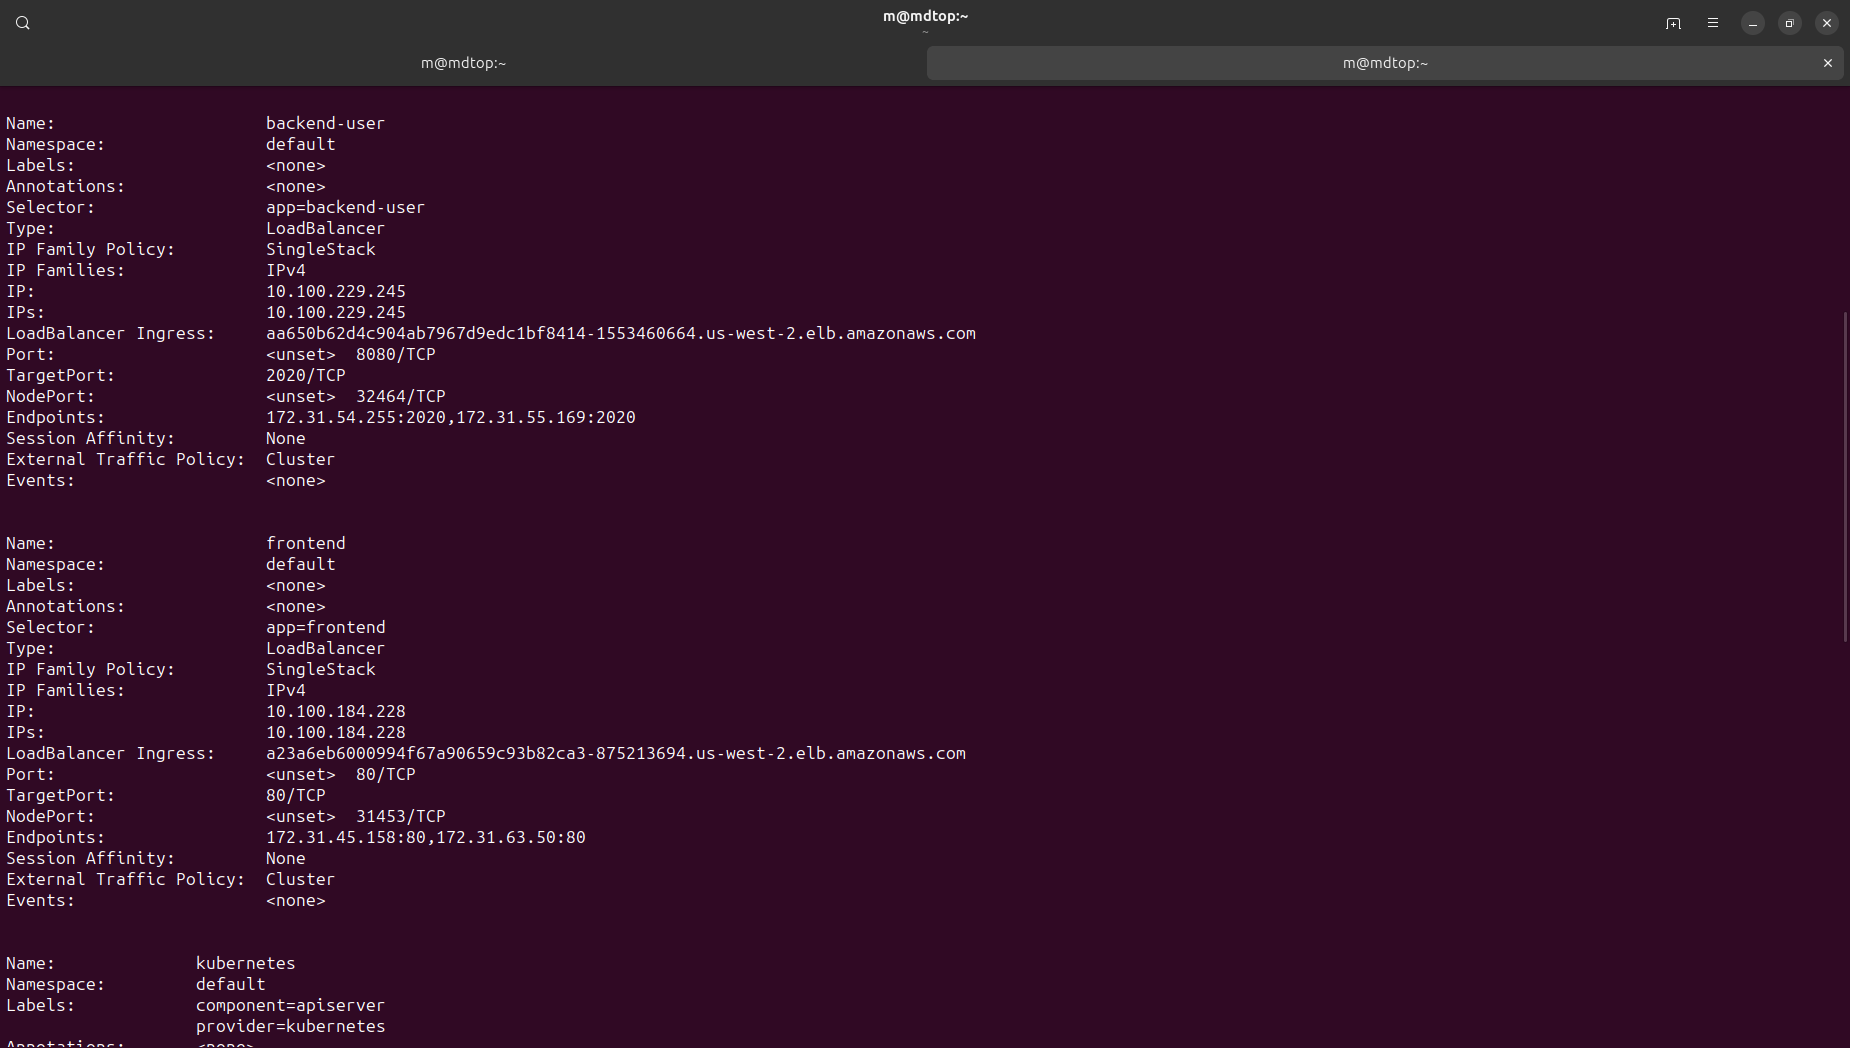 m@mdtop:~
~
m@mdtop:~ m@mdtop:~
Name: backend-user
Namespace: default
Labels: <none>
Annotations: <none>
Selector: app=backend-user
Type: LoadBalancer
IP Family Policy: SingleStack
IP Families: IPv4
IP: 10.100.229.245
IPs: 10.100.229.245
LoadBalancer Ingress: aa650b62d4c904ab7967d9edc1bf8414-1553460664.us-west-2.elb.amazonaws.com
Port: <unset> 8080/TCP
TargetPort: 2020/TCP
NodePort: <unset> 32464/TCP
Endpoints: 172.31.54.255:2020,172.31.55.169:2020
Session Affinity: None
External Traffic Policy: Cluster
Events: <none>
Name: frontend
Namespace: default
Labels: <none>
Annotations: <none>
Selector: app=frontend
Type: LoadBalancer
IP Family Policy: SingleStack
IP Families: IPv4
IP: 10.100.184.228
IPs: 10.100.184.228
LoadBalancer Ingress: a23a6eb6000994f67a90659c93b82ca3-875213694.us-west-2.elb.amazonaws.com
Port: <unset> 80/TCP
TargetPort: 80/TCP
NodePort: <unset> 31453/TCP
Endpoints: 172.31.45.158:80,172.31.63.50:80
Session Affinity: None
External Traffic Policy: Cluster
Events: <none>
Name: kubernetes
Namespace: default
Labels: component=apiserver
provider=kubernetes
Annotations: <none>